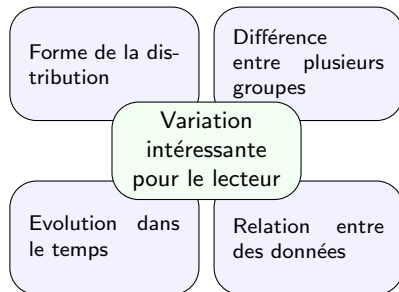 Forme de la dis-
tribution
Différence
entre plusieurs
groupes
Variation
intéressante
pour le lecteur
Evolution dans
le temps
Relation entre
des données